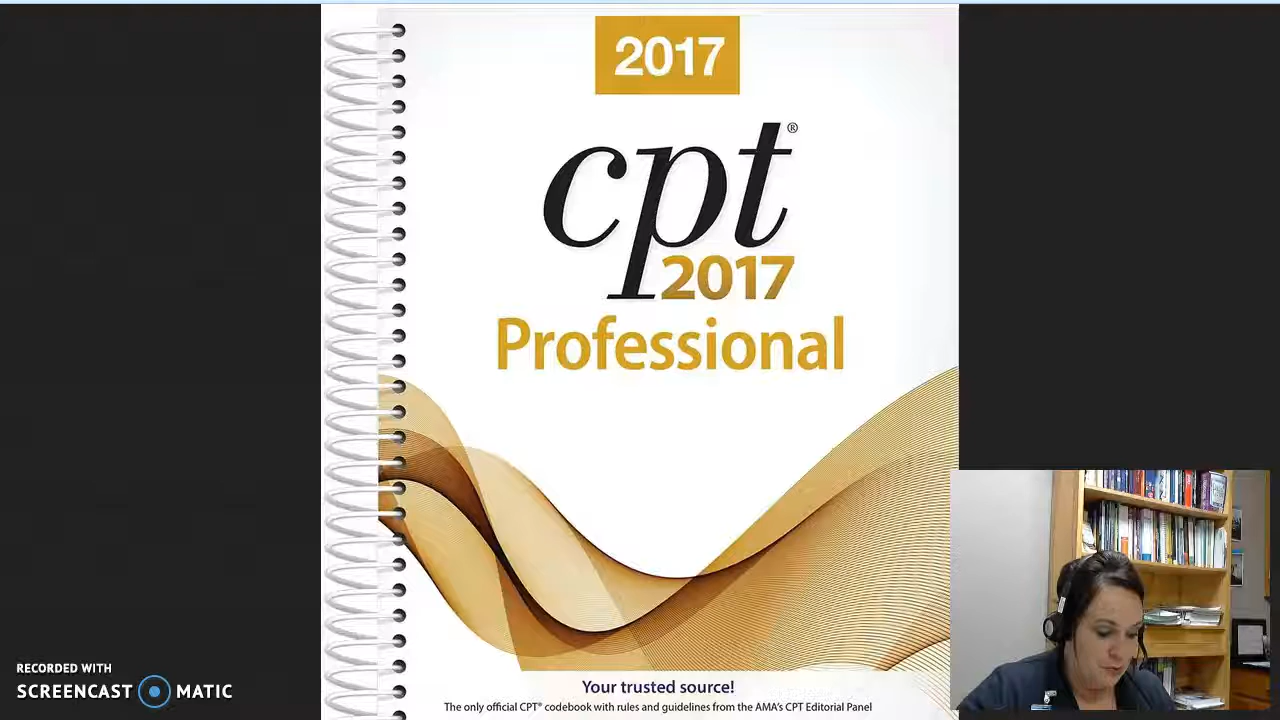 2017
cpt®
2017
Professional
Your trusted source!
The only official CPT® codebook with rules and guidelines from the AMA's CPT Editorial Panel
RECORDED WITH
SCREENCAST MATIC